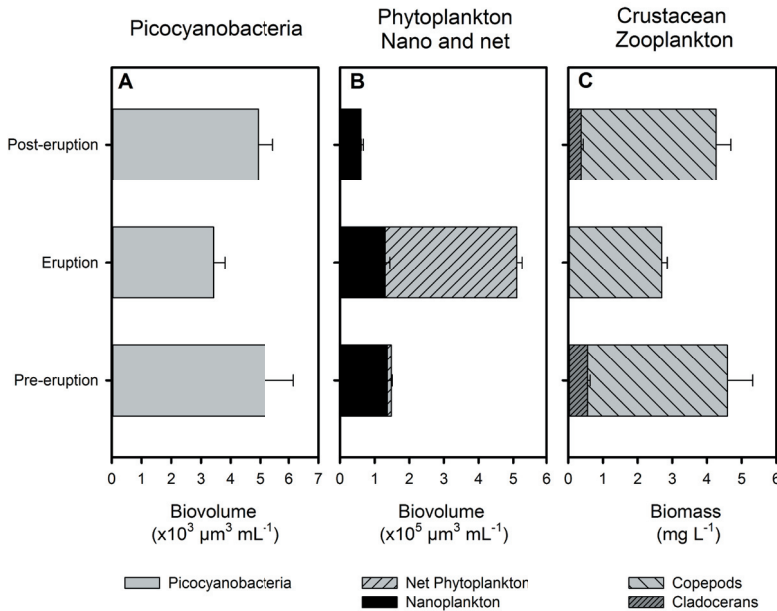 Picocyanobacteria
Phytoplankton
Nano and net
Crustacean
Zooplankton
A
B
C
Post-eruption
Eruption
Pre-eruption
0 1 2 3 4 5 6 7
0 1 2 3 4 5 6
0 1 2 3 4 5 6
Biovolume
(x10³ µm³ mL⁻¹)
Biovolume
(x10⁵ µm³ mL⁻¹)
Biomass
(mg L⁻¹)
Picocyanobacteria
Net Phytoplankton
Nanoplankton
Copepods
Cladocerans